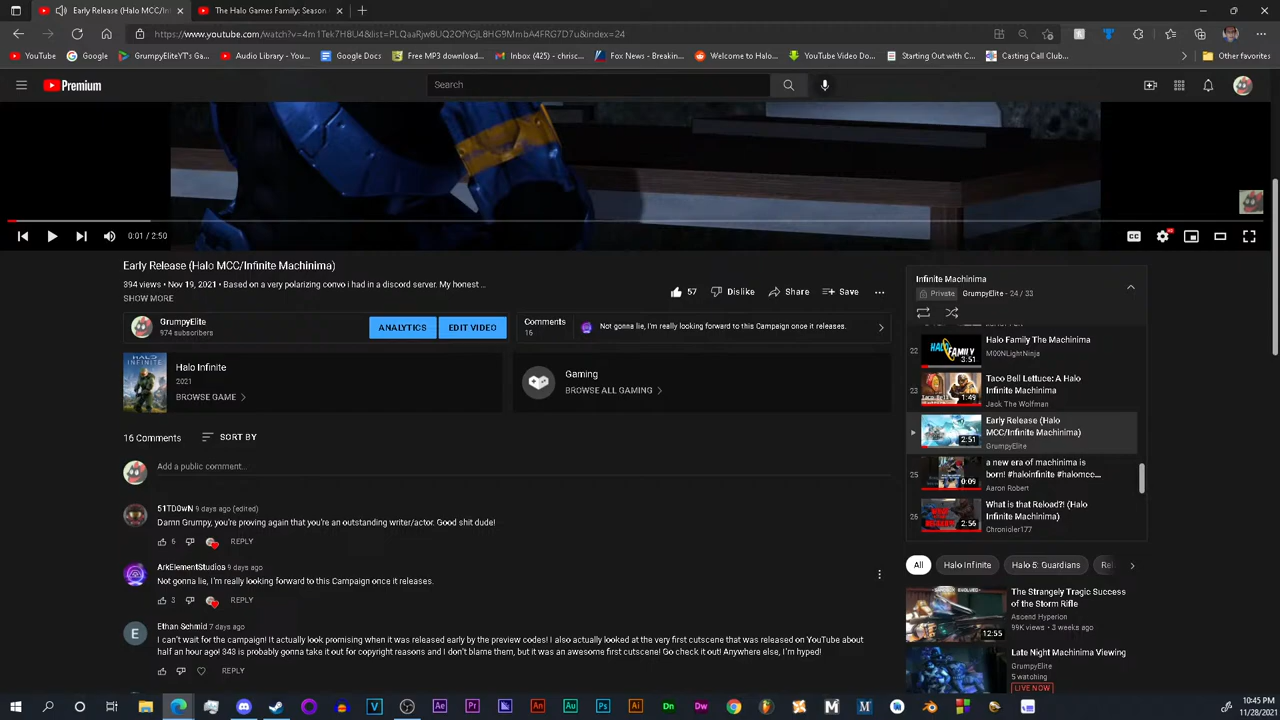 Early Release (Halo MCC/In
The Halo Games Family: Season
https://www.youtube.com/watch?v=4m1Tek7H8U4&list=PLQaaRjw8UQ2OfYGjLBHG9MmbA4FRG7D7u&index=24
YouTube
Google
GrumpyEliteYT's Ga...
Audio Library - You...
Google Docs
Free MP3 download...
Inbox (425) - chrisc...
Fox News - Breakin...
Welcome to Halo...
YouTube Video Do...
Starting Out with C...
Casting Call Club...
Other favorites
Premium
Search
0:01 / 2:50
CC
Early Release (Halo MCC/Infinite Machinima)
394 views • Nov 19, 2021 • Based on a very polarizing convo i had in a discord server. My honest ...
SHOW MORE
57
Dislike
Share
Save
GrumpyElite
974 subscribers
ANALYTICS
EDIT VIDEO
Comments
16
Not gonna lie, I'm really looking forward to this Campaign once it releases.
HALO
INFINITE
Halo Infinite
2021
BROWSE GAME
Gaming
BROWSE ALL GAMING
16 Comments
SORT BY
Add a public comment...
51TD0wN 9 days ago (edited)
Damn Grumpy, you're proving again that you're an outstanding writer/actor. Good shit dude!
6
REPLY
ArkElementStudios 9 days ago
Not gonna lie, I'm really looking forward to this Campaign once it releases.
3
REPLY
E
Ethan Schmid 7 days ago
I can't wait for the campaign! It actually look promising when it was released early by the preview codes! I also actually looked at the very first cutscene that was released on YouTube about
half an hour ago! 343 is probably gonna take it out for copyright reasons and I don't blame them, but it was an awesome first cutscene! Go check it out! Anywhere else, I'm hyped!
REPLY
Infinite Machinima
Private
GrumpyElite - 24 / 33
22
HALO
FAMILY
3:51
Halo Family The Machinima
M00NLightNinja
23
1:49
Taco Bell Lettuce: A Halo
Infinite Machinima
Jack The Wolfman
2:51
Early Release (Halo
MCC/Infinite Machinima)
GrumpyElite
25
0:09
a new era of machinima is
born! #haloinfinite #halomcc...
Aaron Robert
26
2:56
What is that Reload?! (Halo
Infinite Machinima)
Chronicler177
All
Halo Infinite
Halo 5: Guardians
12:55
The Strangely Tragic Success
of the Storm Rifle
Ascend Hyperion
99K views • 3 weeks ago
Late Night Machinima Viewing
GrumpyElite
5 watching
LIVE NOW
V
Ae
Pr
An
Au
Ps
Ai
Dn
Dw
M
10:45 PM
11/28/2021